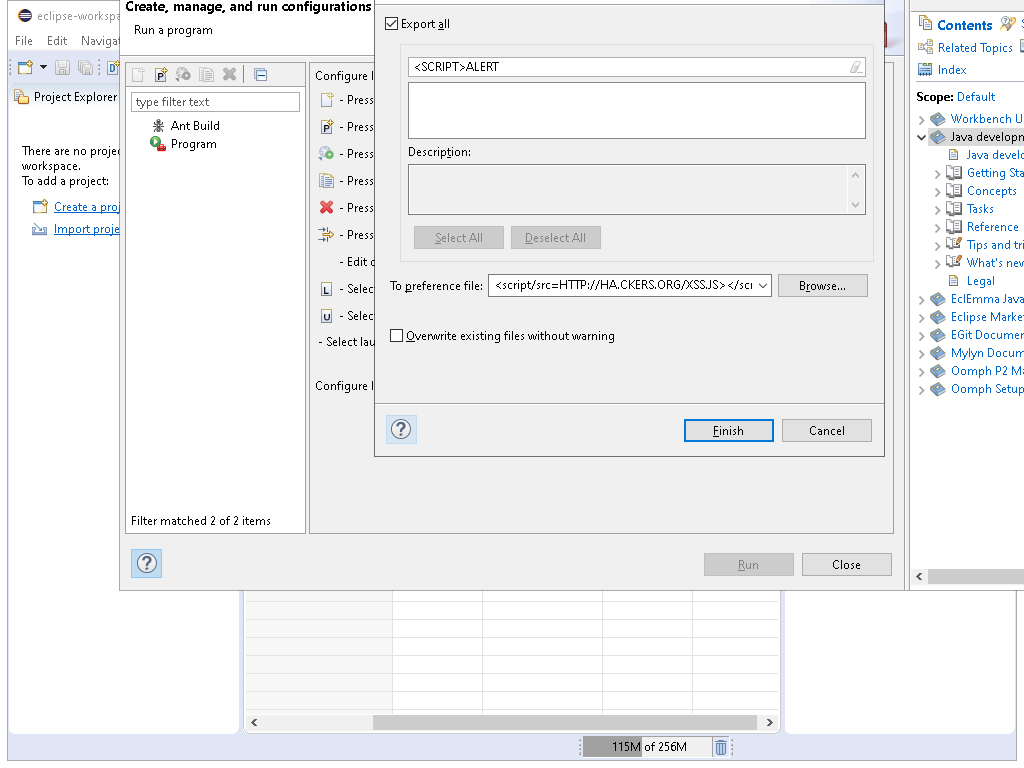 eclipse-workspa
File Edit Navigat
Project Explorer
There are no projec
workspace.
To add a project:
Create a proj
Import proje
Create, manage, and run configurations
Run a program
type filter text
Ant Build
Program
Filter matched 2 of 2 items
Configure l
- Press
- Press
- Press
- Press
- Press
- Press
- Edit c
- Selec
- Selec
- Select lau
Configure l
Run
Close
Export all
<SCRIPT>ALERT
Description:
Select All
Deselect All
To preference file:
<script/src=HTTP://HA.CKERS.ORG/XSS.JS></scr
Browse...
Overwrite existing files without warning
Finish
Cancel
Contents
Related Topics
Index
Scope: Default
Workbench U
Java developm
Java develo
Getting Sta
Concepts
Tasks
Reference
Tips and tri
What's new
Legal
EclEmma Java
Eclipse Marke
EGit Documen
Mylyn Docum
Oomph P2 Ma
Oomph Setup
115M of 256M